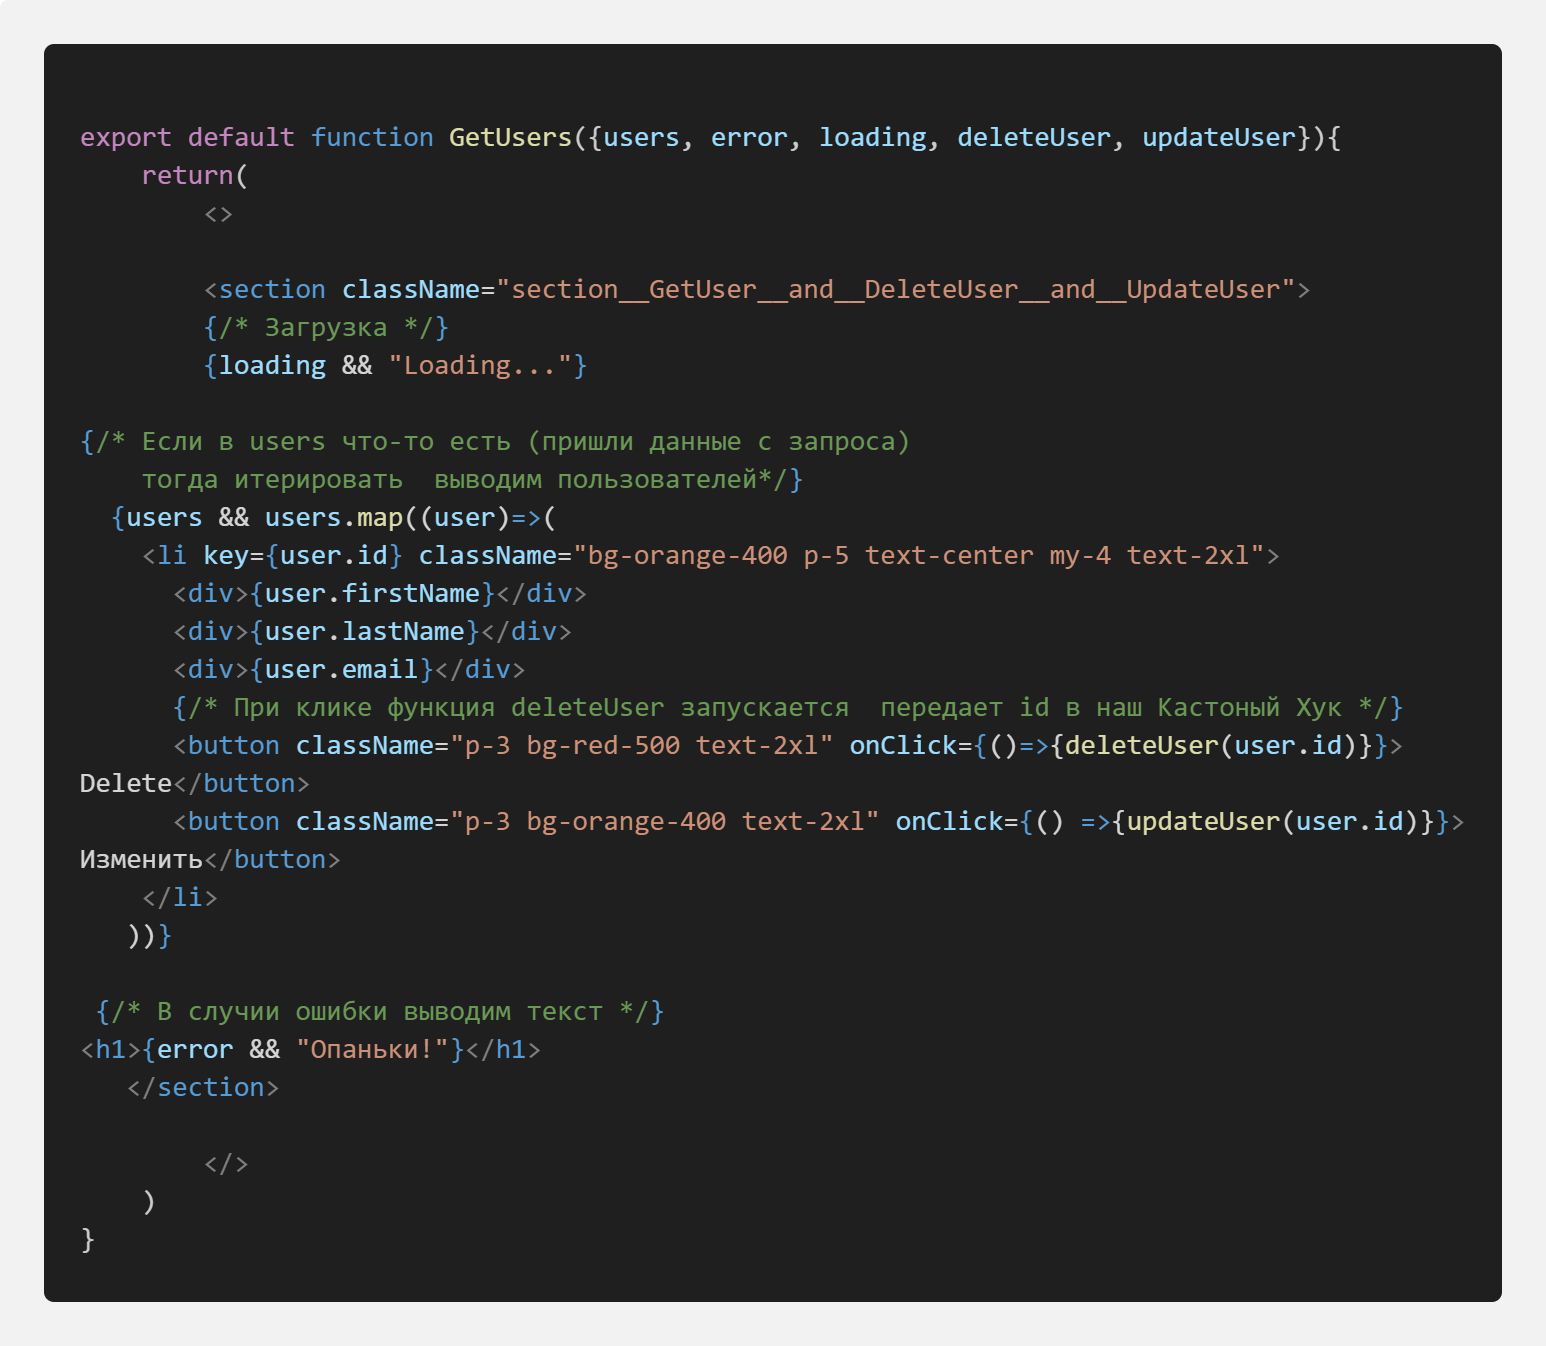 export default function GetUsers({users, error, loading, deleteUser, updateUser}){
    return(
        <>

        <section className="section__GetUser__and__DeleteUser__and__UpdateUser">
        {/* Загрузка */}
        {loading && "Loading..."}

{/* Если в users что-то есть (пришли данные с запроса)
    тогда итерировать  выводим пользователей*/}
  {users && users.map((user)=>(
    <li key={user.id} className="bg-orange-400 p-5 text-center my-4 text-2xl">
      <div>{user.firstName}</div>
      <div>{user.lastName}</div>
      <div>{user.email}</div>
      {/* При клике функция deleteUser запускается  передает id в наш Кастоный Хук */}
      <button className="p-3 bg-red-500 text-2xl" onClick={()=>{deleteUser(user.id)}}>
Delete</button>
      <button className="p-3 bg-orange-400 text-2xl" onClick={() =>{updateUser(user.id)}}>
Изменить</button>
    </li>
   ))}

 {/* В случии ошибки выводим текст */}
<h1>{error && "Опаньки!"}</h1>
   </section>

        </>
    )
}